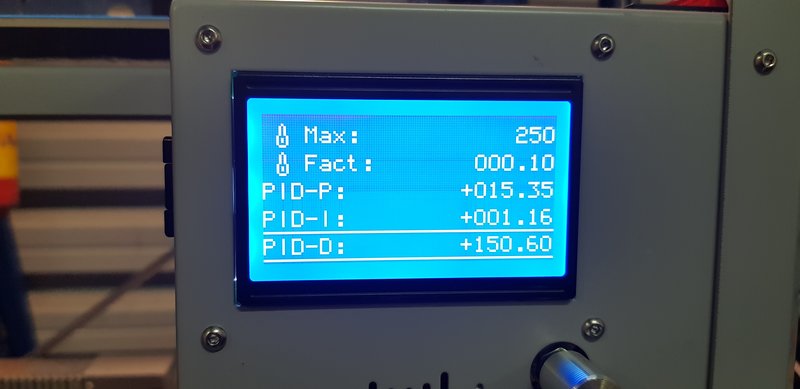 Max: 250
Fact: 000.10
PID-P: +015.35
PID-I: +001.16
PID-D: +150.60